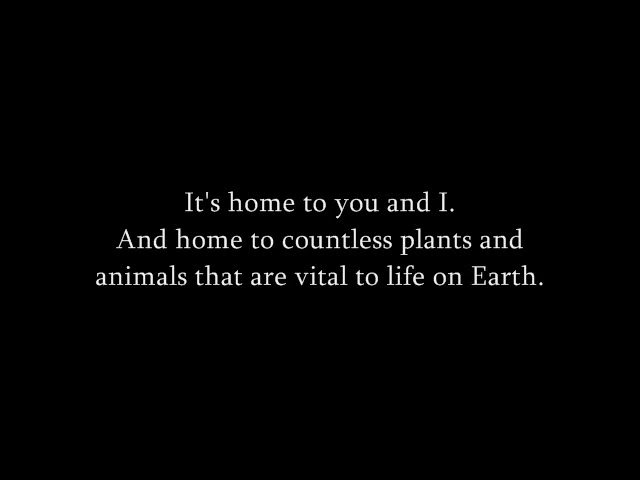 It's home to you and I.
And home to countless plants and
animals that are vital to life on Earth.